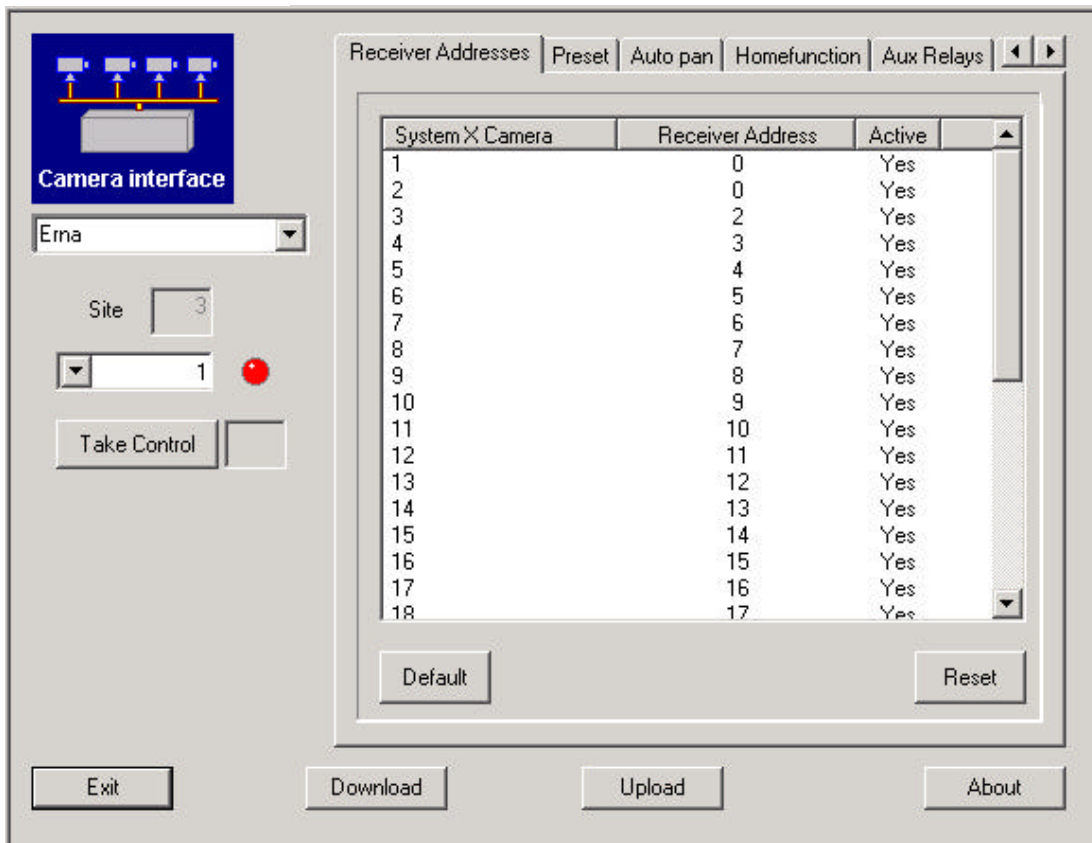 Camera interface
Erna
Site 3
1
Take Control
Receiver Addresses Preset Auto pan Homefunction Aux Relays
System X Camera Receiver Address Active
1 0 Yes
2 0 Yes
3 2 Yes
4 3 Yes
5 4 Yes
6 5 Yes
7 6 Yes
8 7 Yes
9 8 Yes
10 9 Yes
11 10 Yes
12 11 Yes
13 12 Yes
14 13 Yes
15 14 Yes
16 15 Yes
17 16 Yes
18 17 Yes
Default Reset
Exit Download Upload About